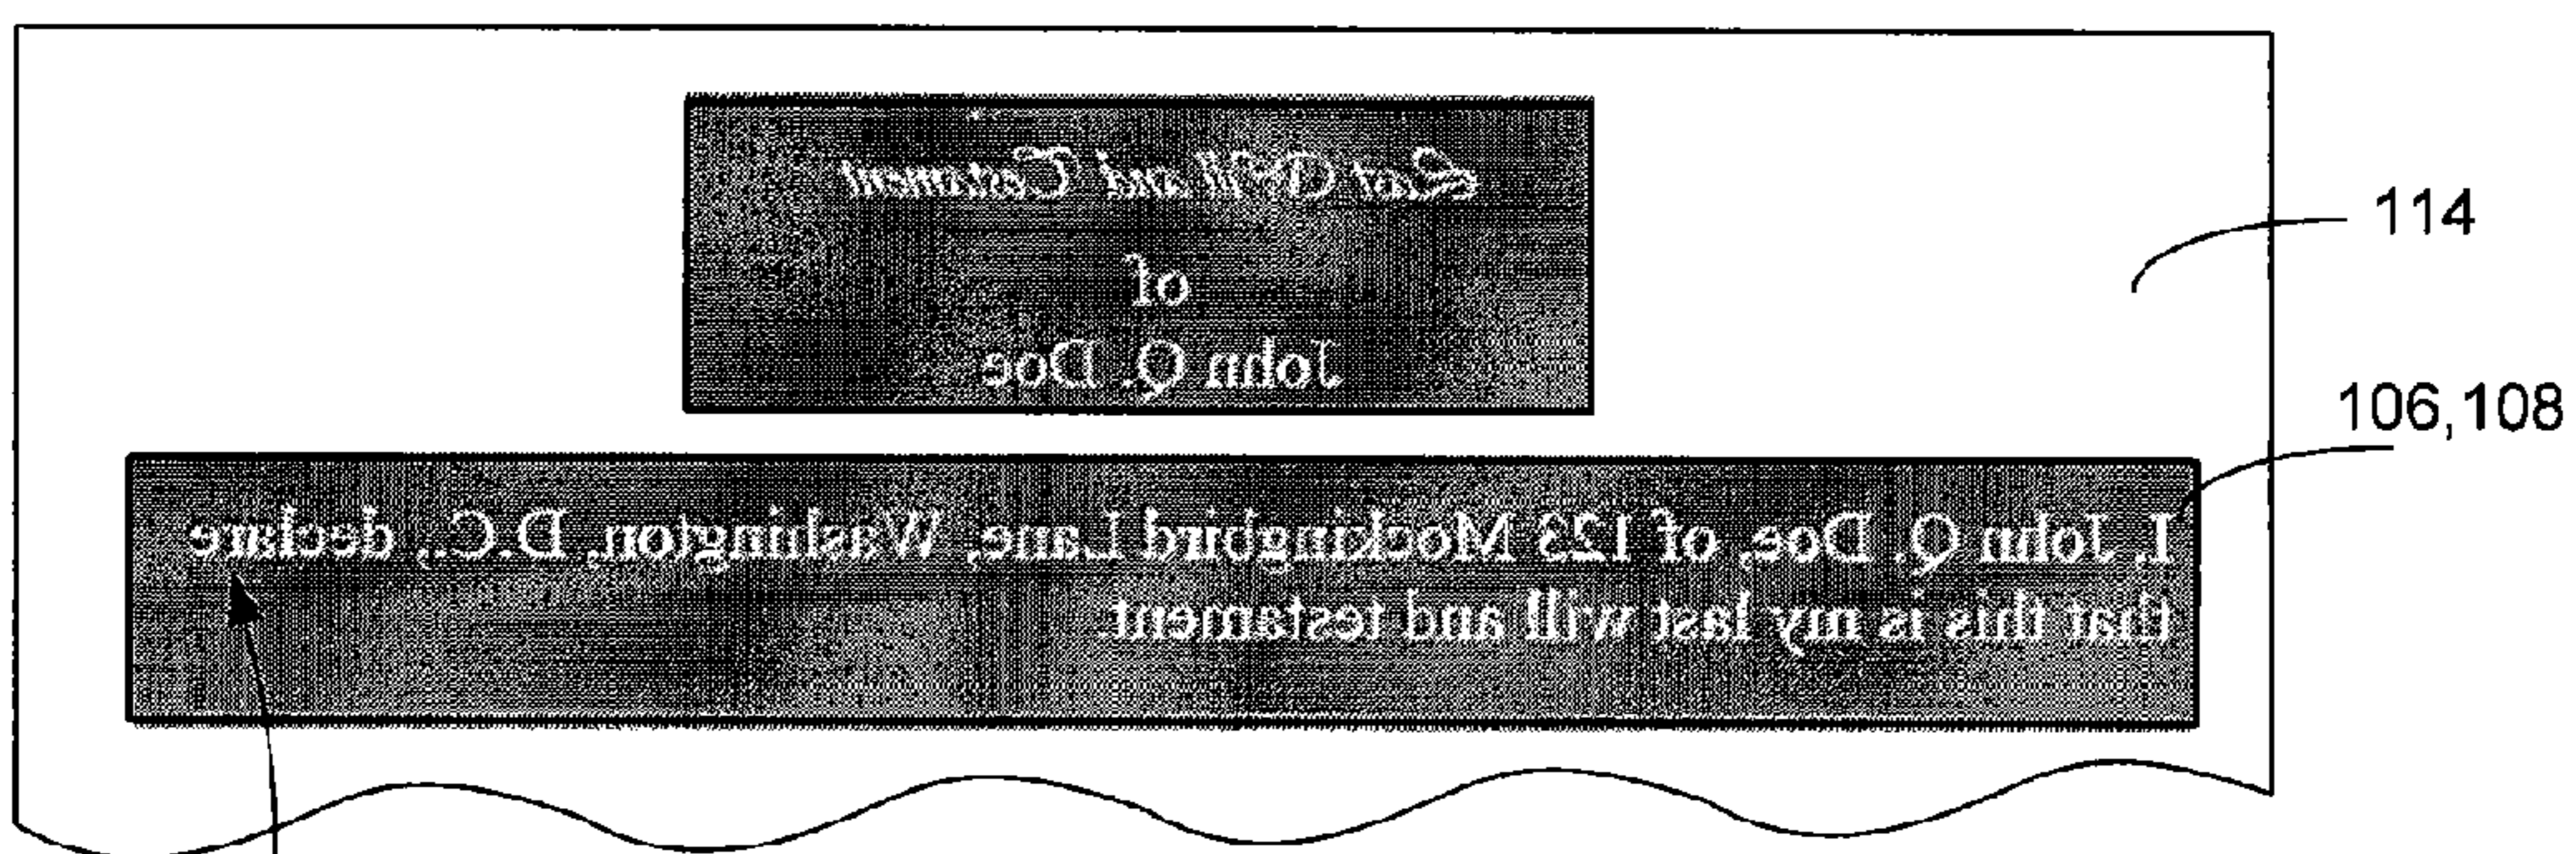 Last Will and Testament
of
John Q. Doe
114
106,108
I, John Q. Doe, of 123 Mockingbird Lane, Washington, D.C., declare
that this is my last will and testament.